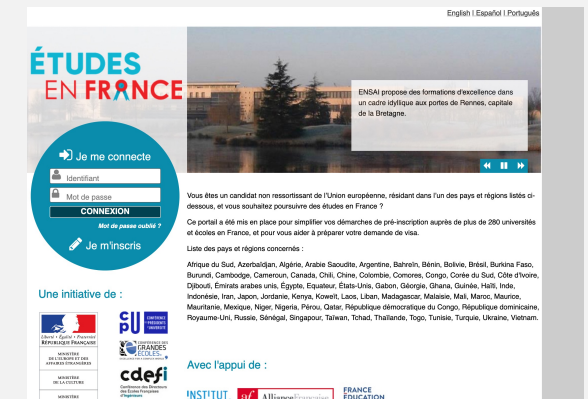 English | Español | Português
ÉTUDES
EN FRANCE
ENSAI propose des formations d'excellence dans
un cadre idyllique aux portes de Rennes, capitale
de la Bretagne.
Je me connecte
Identifiant
Mot de passe
CONNEXION
Mot de passe oublié ?
Je m'inscris
Vous êtes un candidat non ressortissant de l'Union européenne, résidant dans l'un des pays et régions listés ci-
dessous, et vous souhaitez poursuivre des études en France ?
Ce portail a été mis en place pour simplifier vos démarches de pré-inscription auprès de plus de 280 universités
et écoles en France, et pour vous aider à préparer votre demande de visa.
Liste des pays et régions concernés :
Afrique du Sud, Azerbaïdjan, Algérie, Arabie Saoudite, Argentine, Bahreïn, Bénin, Bolivie, Brésil, Burkina Faso,
Burundi, Cambodge, Cameroun, Canada, Chili, Chine, Colombie, Comores, Congo, Corée du Sud, Côte d'Ivoire,
Djibouti, Émirats arabes unis, Égypte, Equateur, États-Unis, Gabon, Géorgie, Ghana, Guinée, Haïti, Inde,
Indonésie, Iran, Japon, Jordanie, Kenya, Koweït, Laos, Liban, Madagascar, Malaisie, Mali, Maroc, Maurice,
Mauritanie, Mexique, Niger, Nigeria, Pérou, Qatar, République démocratique du Congo, République dominicaine,
Royaume-Uni, Russie, Sénégal, Singapour, Taïwan, Tchad, Thaïlande, Togo, Tunisie, Turquie, Ukraine, Vietnam.
Une initiative de :
Liberté • Égalité • Fraternité
RÉPUBLIQUE FRANÇAISE
MINISTÈRE
DE L'EUROPE ET DES
AFFAIRES ÉTRANGÈRES
MINISTÈRE
DE LA CULTURE
MINISTÈRE
CPU
CONFÉRENCE
DES PRÉSIDENTS
D'UNIVERSITÉ
CONFÉRENCE DES
GRANDES
ECOLES
cdefi
Conférence des Directeurs
des Écoles Françaises
d'Ingénieurs
Avec l'appui de :
INSTITUT
af AllianceFrançaise
FRANCE
ÉDUCATION